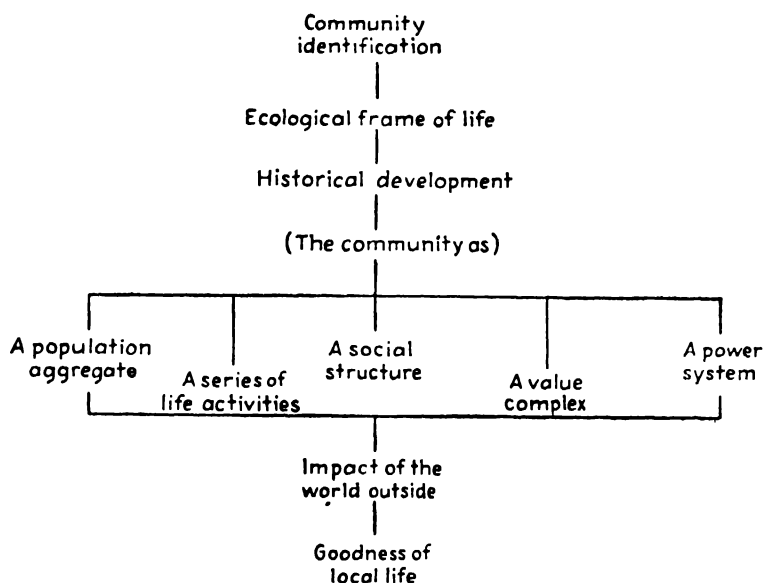 Community
identification
Ecological frame of life
Historical development
(The community as)
A population
aggregate
A series of
life activities
A social
structure
A value
complex
A power
system
Impact of the
world outside
Goodness of
local life